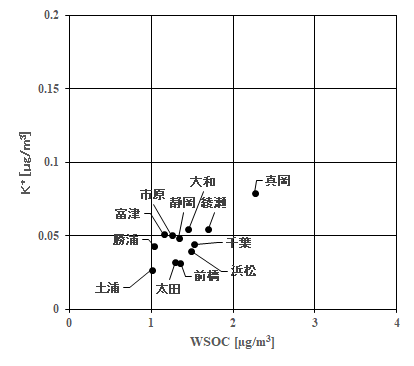 0.2
0.15
K⁺ [μg/m³]
0.1
真岡
大和
市原
静岡 綾瀬
富津
0.05
勝浦
千葉
浜松
前橋
土浦
太田
0
0 1 2 3 4
WSOC [μg/m³]